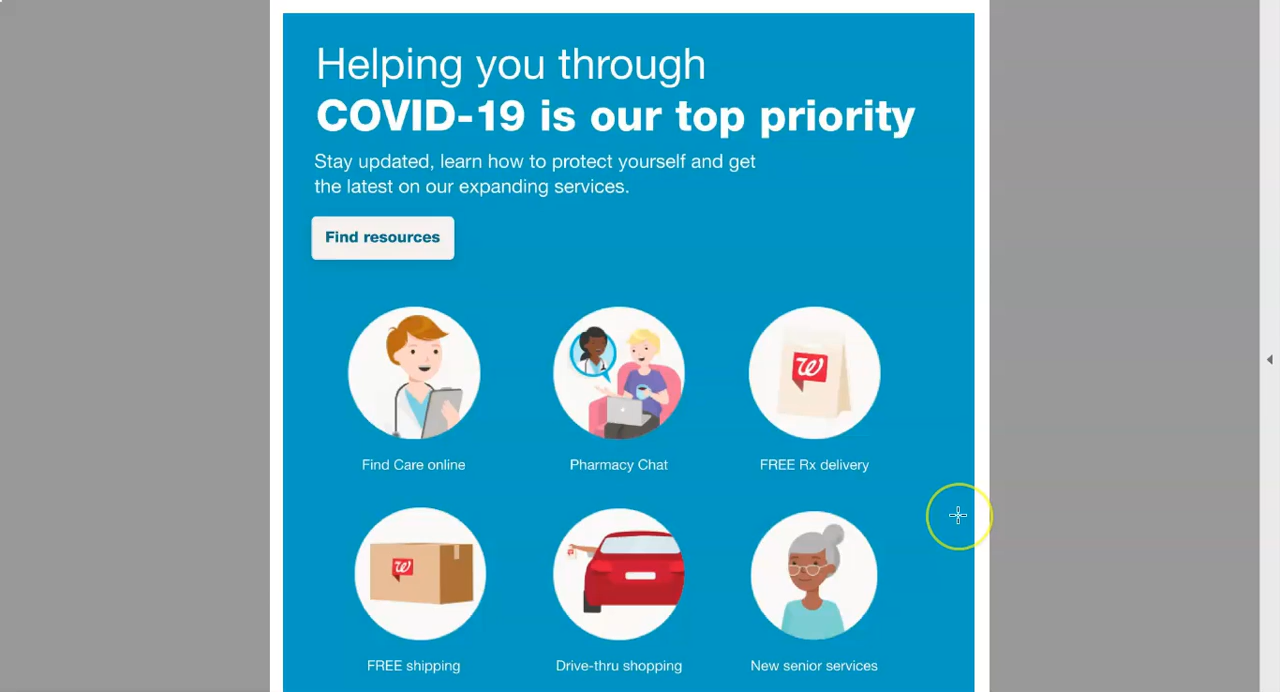 Helping you through
COVID-19 is our top priority
Stay updated, learn how to protect yourself and get
the latest on our expanding services.
Find resources
W
Find Care online
Pharmacy Chat
FREE Rx delivery
W
FREE shipping
Drive-thru shopping
New senior services